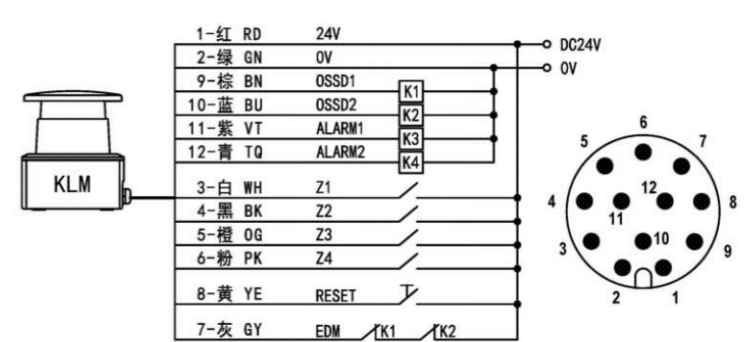 1-红 RD 24V
2-绿 GN 0V
9-棕 BN OSSD1 K1
10-蓝 BU OSSD2 K2
11-紫 VT ALARM1 K3
12-青 TQ ALARM2 K4
DC24V
0V
KLM
3-白 WH Z1
4-黑 BK Z2
5-橙 OG Z3
6-粉 PK Z4
8-黄 YE RESET
7-灰 GY EDM K1 K2
6
5 7
12
4 8
11
3 10 9
2 1